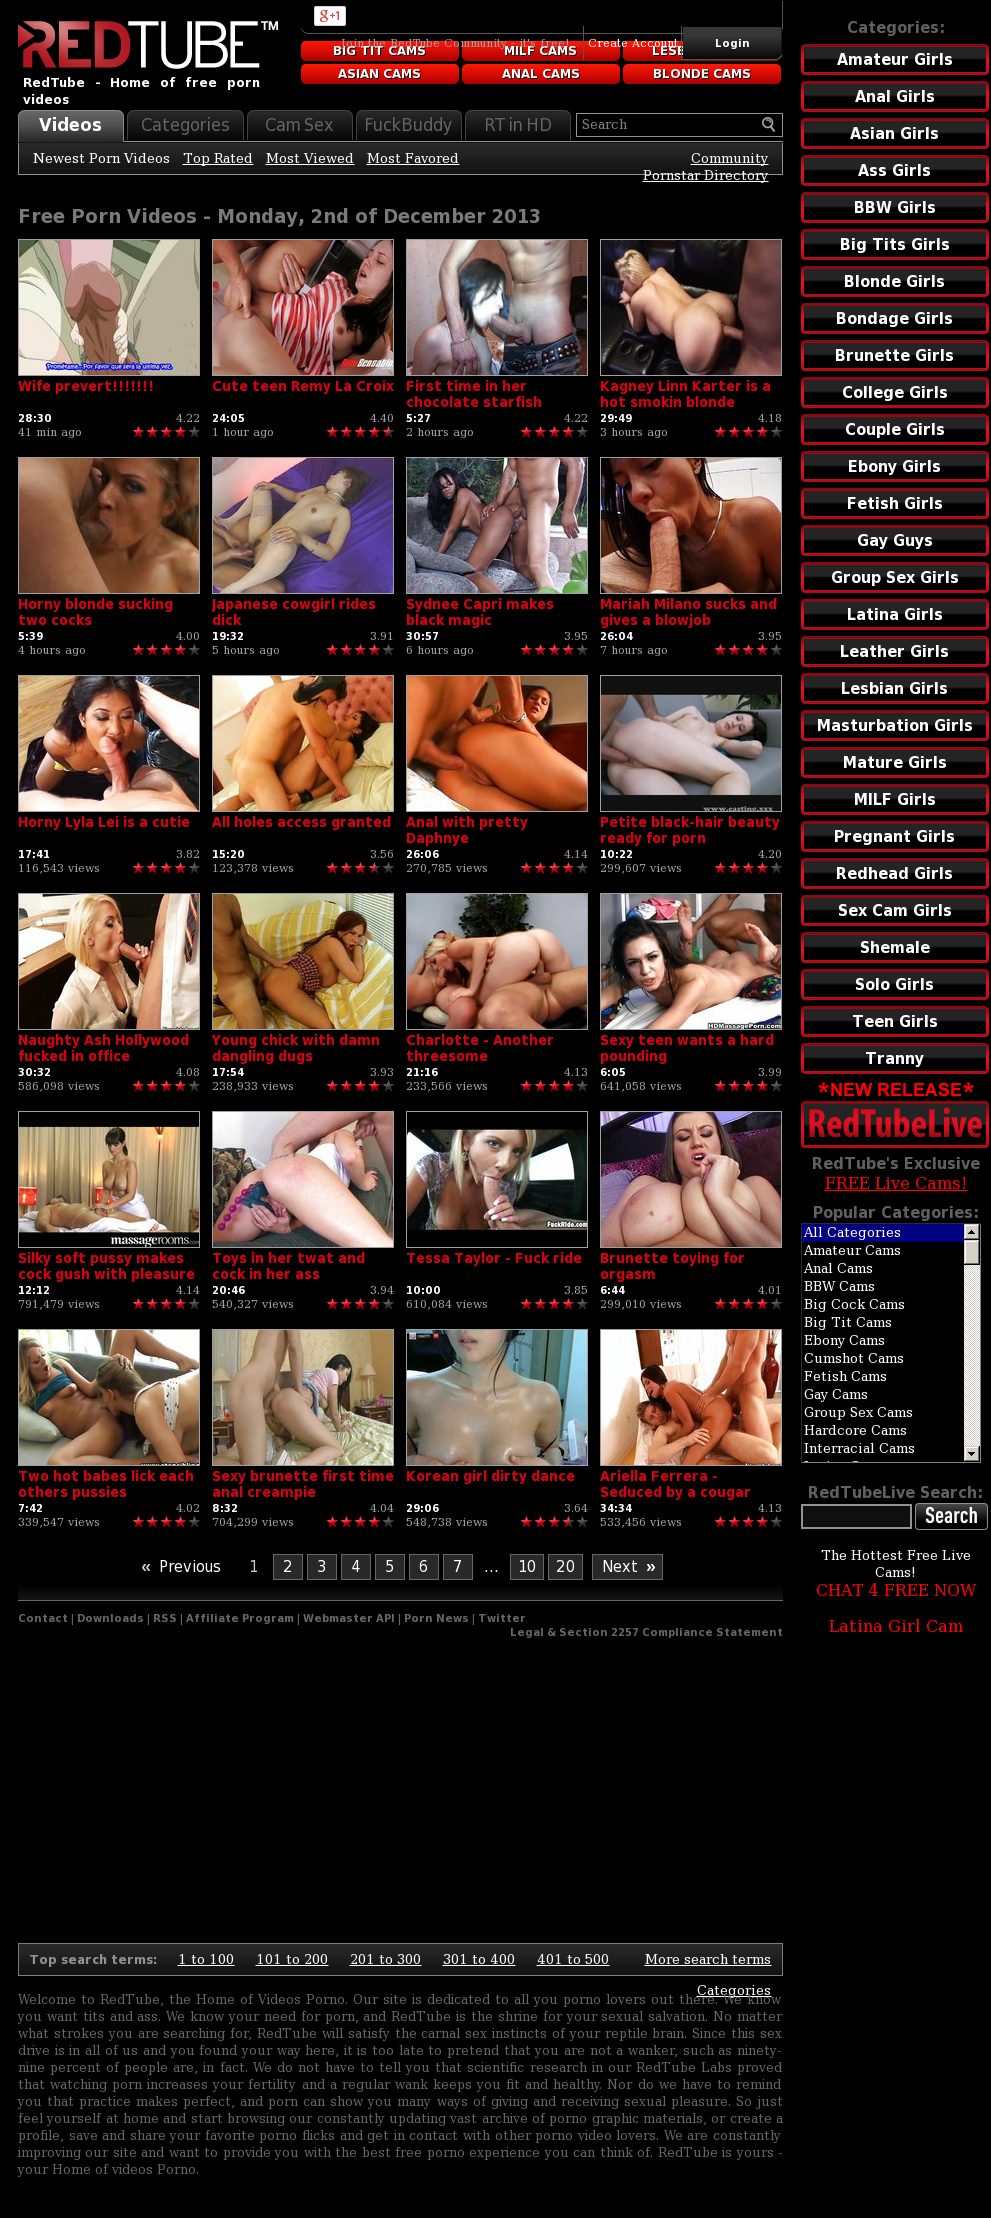 REDTUBE™
RedTube - Home of free porn
videos
g+1
Join the RedTube Community - it's free!
Create Account
Login
BIG TIT CAMS
MILF CAMS
ASIAN CAMS
ANAL CAMS
BLONDE CAMS
Videos
Categories
Cam Sex
FuckBuddy
RT in HD
Search
Newest Porn Videos Top Rated Most Viewed Most Favored
Community
Pornstar Directory
Free Porn Videos - Monday, 2nd of December 2013
Wife prevert!!!!!!!
28:30 4.22
41 min ago
Cute teen Remy La Croix
24:05 4.40
1 hour ago
First time in her
chocolate starfish
5:27 4.22
2 hours ago
Kagney Linn Karter is a
hot smokin blonde
29:49 4.18
3 hours ago
Horny blonde sucking
two cocks
5:39 4.00
4 hours ago
Japanese cowgirl rides
dick
19:32 3.91
5 hours ago
Sydnee Capri makes
black magic
30:57 3.95
6 hours ago
Mariah Milano sucks and
gives a blowjob
26:04 3.95
7 hours ago
Horny Lyla Lei is a cutie
17:41 3.82
116,543 views
All holes access granted
15:20 3.56
123,378 views
Anal with pretty
Daphnye
26:06 4.14
270,785 views
www.casting.xxx
Petite black-hair beauty
ready for porn
10:22 4.20
299,607 views
Naughty Ash Hollywood
fucked in office
30:32 4.08
586,098 views
Young chick with damn
dangling dugs
17:54 3.93
238,933 views
Charlotte - Another
threesome
21:16 4.13
233,566 views
HDMassagePorn.com
Sexy teen wants a hard
pounding
6:05 3.99
641,058 views
massagerooms.com
Silky soft pussy makes
cock gush with pleasure
12:12 4.14
791,479 views
Toys in her twat and
cock in her ass
20:46 3.94
540,327 views
FuckRide.com
Tessa Taylor - Fuck ride
10:00 3.85
610,084 views
Brunette toying for
orgasm
6:44 4.01
299,010 views
Two hot babes lick each
others pussies
7:42 4.02
339,547 views
Sexy brunette first time
anal creampie
8:32 4.04
704,299 views
Korean girl dirty dance
29:06 3.64
548,738 views
Ariella Ferrera -
Seduced by a cougar
34:34 4.13
533,456 views
« Previous 1 2 3 4 5 6 7 ... 10 20 Next »
Contact | Downloads | RSS | Affiliate Program | Webmaster API | Porn News | Twitter
Legal & Section 2257 Compliance Statement
Top search terms: 1 to 100 101 to 200 201 to 300 301 to 400 401 to 500 More search terms
Categories
Welcome to RedTube, the Home of Videos Porno. Our site is dedicated to all you porno lovers out there. We know
you want tits and ass. We know your need for porn, and RedTube is the shrine for your sexual salvation. No matter
what strokes you are searching for, RedTube will satisfy the carnal sex instincts of your reptile brain. Since this sex
drive is in all of us and you found your way here, it is too late to pretend that you are not a wanker, such as ninety-
nine percent of people are, in fact. We do not have to tell you that scientific research in our RedTube Labs proved
that watching porn increases your fertility and a regular wank keeps you fit and healthy. Nor do we have to remind
you that practice makes perfect, and porn can show you many ways of giving and receiving sexual pleasure. So just
feel yourself at home and start browsing our constantly updating vast archive of porno graphic materials, or create a
profile, save and share your favorite porno flicks and get in contact with other porno video lovers. We are constantly
improving our site and want to provide you with the best free porno experience you can think of. RedTube is yours -
your Home of videos Porno.
Categories:
Amateur Girls
Anal Girls
Asian Girls
Ass Girls
BBW Girls
Big Tits Girls
Blonde Girls
Bondage Girls
Brunette Girls
College Girls
Couple Girls
Ebony Girls
Fetish Girls
Gay Guys
Group Sex Girls
Latina Girls
Leather Girls
Lesbian Girls
Masturbation Girls
Mature Girls
MILF Girls
Pregnant Girls
Redhead Girls
Sex Cam Girls
Shemale
Solo Girls
Teen Girls
Tranny
*NEW RELEASE*
RedTubeLive
RedTube's Exclusive
FREE Live Cams!
Popular Categories:
All Categories
Amateur Cams
Anal Cams
BBW Cams
Big Cock Cams
Big Tit Cams
Ebony Cams
Cumshot Cams
Fetish Cams
Gay Cams
Group Sex Cams
Hardcore Cams
Interracial Cams
RedTubeLive Search:
Search
The Hottest Free Live
Cams!
CHAT 4 FREE NOW
Latina Girl Cam